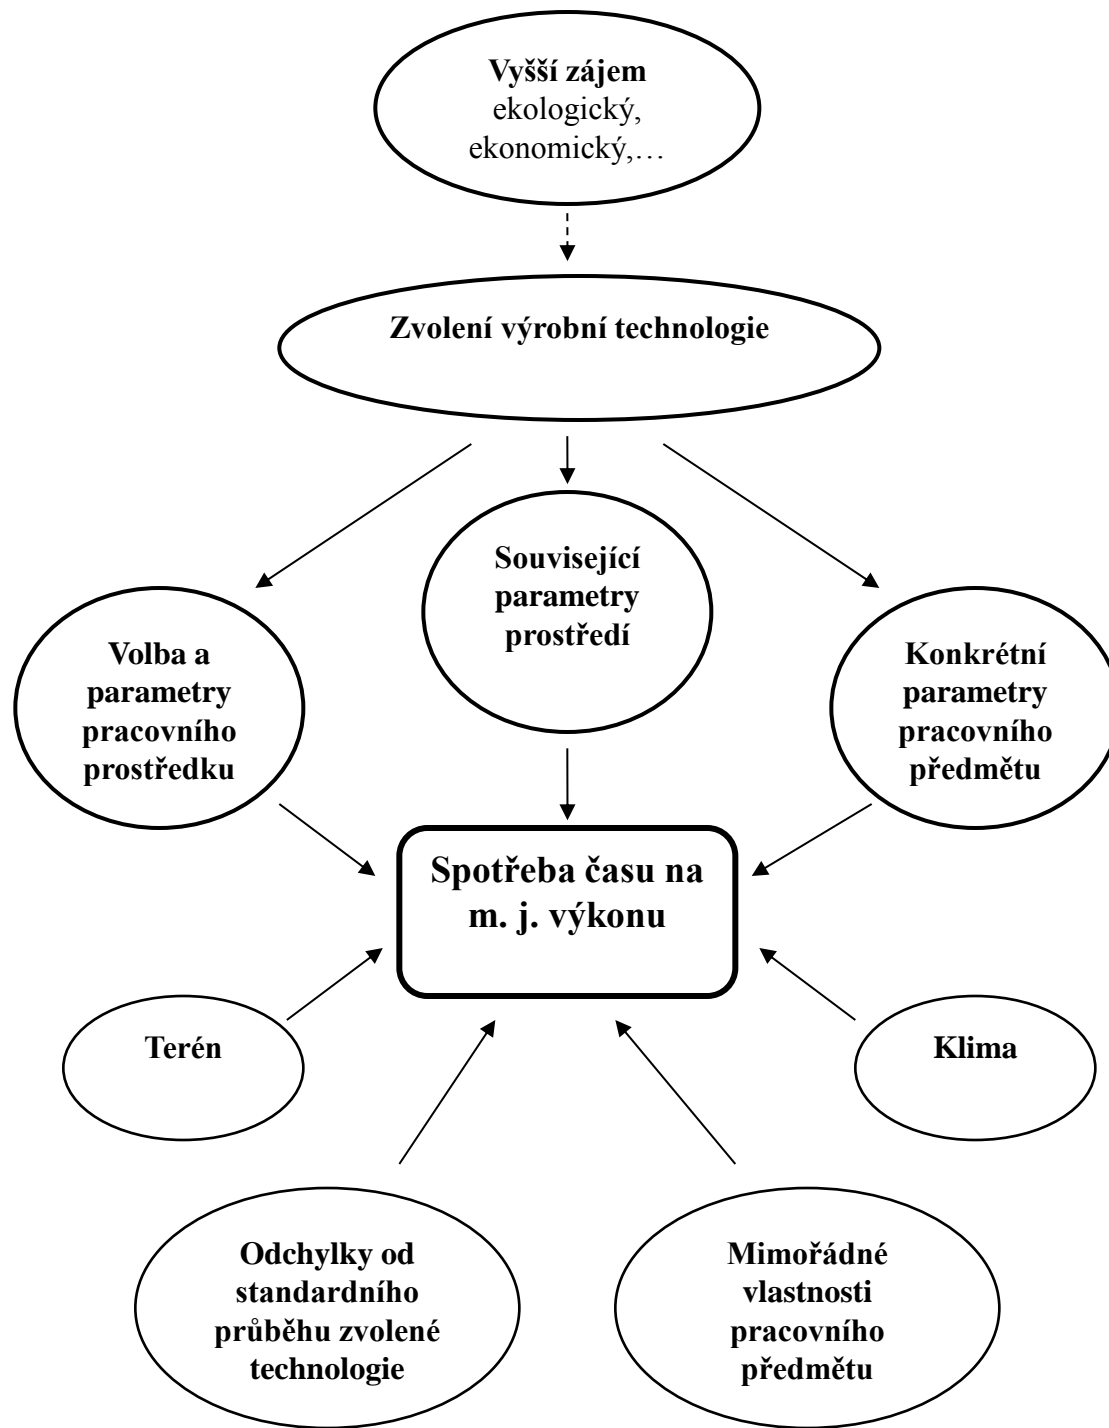 Vyšší zájem
ekologický,
ekonomický,…
Zvolení výrobní technologie
Související
parametry
prostředí
Volba a
parametry
pracovního
prostředku
Konkrétní
parametry
pracovního
předmětu
Spotřeba času na
m. j. výkonu
Terén
Klima
Odchylky od
standardního
průběhu zvolené
technologie
Mimořádné
vlastnosti
pracovního
předmětu